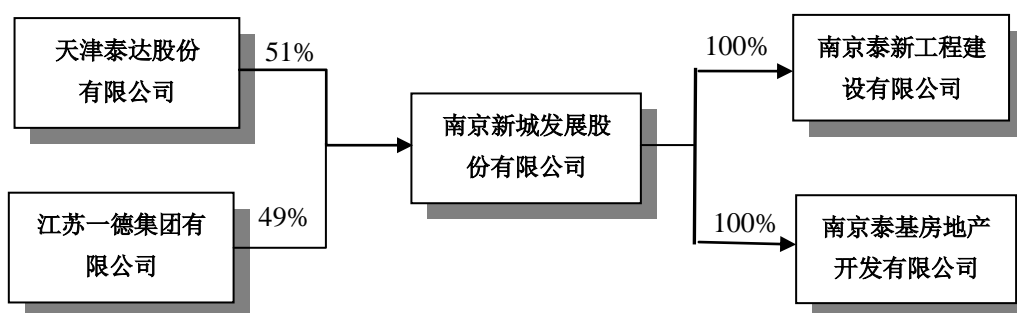 天津泰达股份
有限公司
51%
江苏一德集团有
限公司
49%
南京新城发展股
份有限公司
100%
南京泰新工程建
设有限公司
100%
南京泰基房地产
开发有限公司